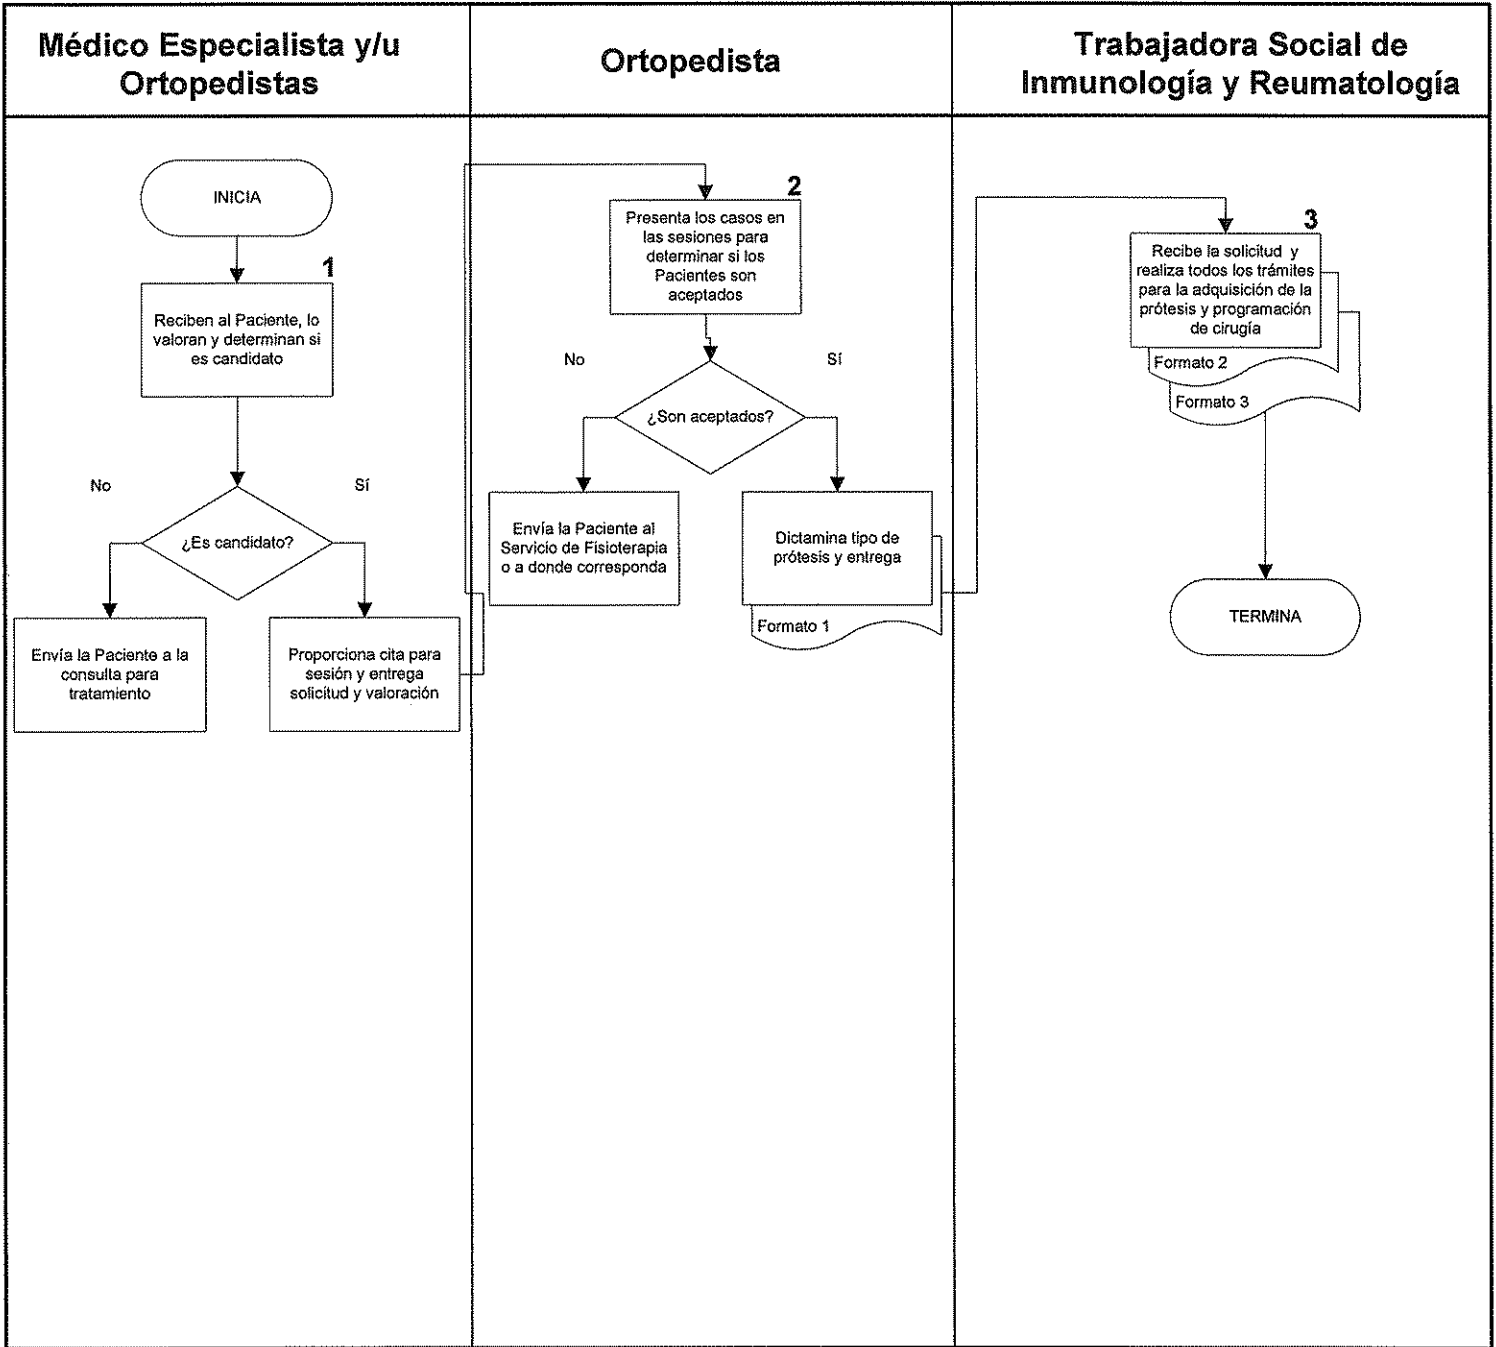 Médico Especialista y/u
Ortopedistas
Ortopedista
Trabajadora Social de
Inmunología y Reumatología
INICIA
1
Reciben al Paciente, lo
valoran y determinan si
es candidato
No
Sí
¿Es candidato?
Envía la Paciente a la
consulta para
tratamiento
Proporciona cita para
sesión y entrega
solicitud y valoración
2
Presenta los casos en
las sesiones para
determinar si los
Pacientes son
aceptados
No
Sí
¿Son aceptados?
Envía la Paciente al
Servicio de Fisioterapia
o a donde corresponda
Dictamina tipo de
prótesis y entrega
Formato 1
3
Recibe la solicitud y
realiza todos los trámites
para la adquisición de la
prótesis y programación
de cirugía
Formato 2
Formato 3
TERMINA